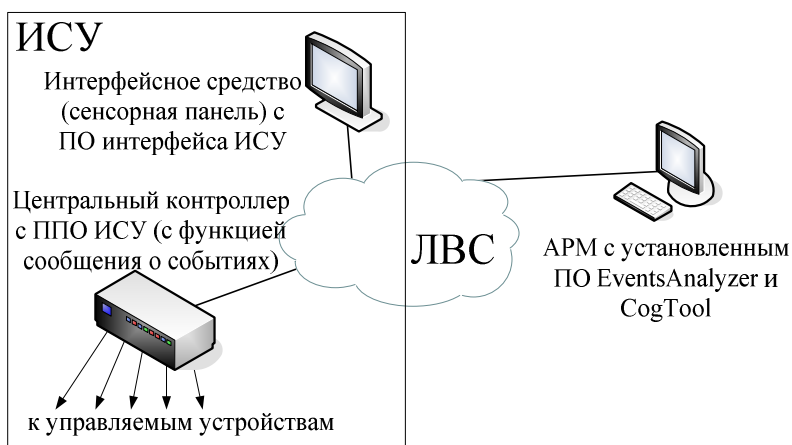 ИСУ
Интерфейсное средство
(сенсорная панель) с
ПО интерфейса ИСУ
Центральный контроллер
с ППО ИСУ (с функцией
сообщения о событиях)
к управляемым устройствам
ЛВС
АРМ с установленным
ПО EventsAnalyzer и
CogTool